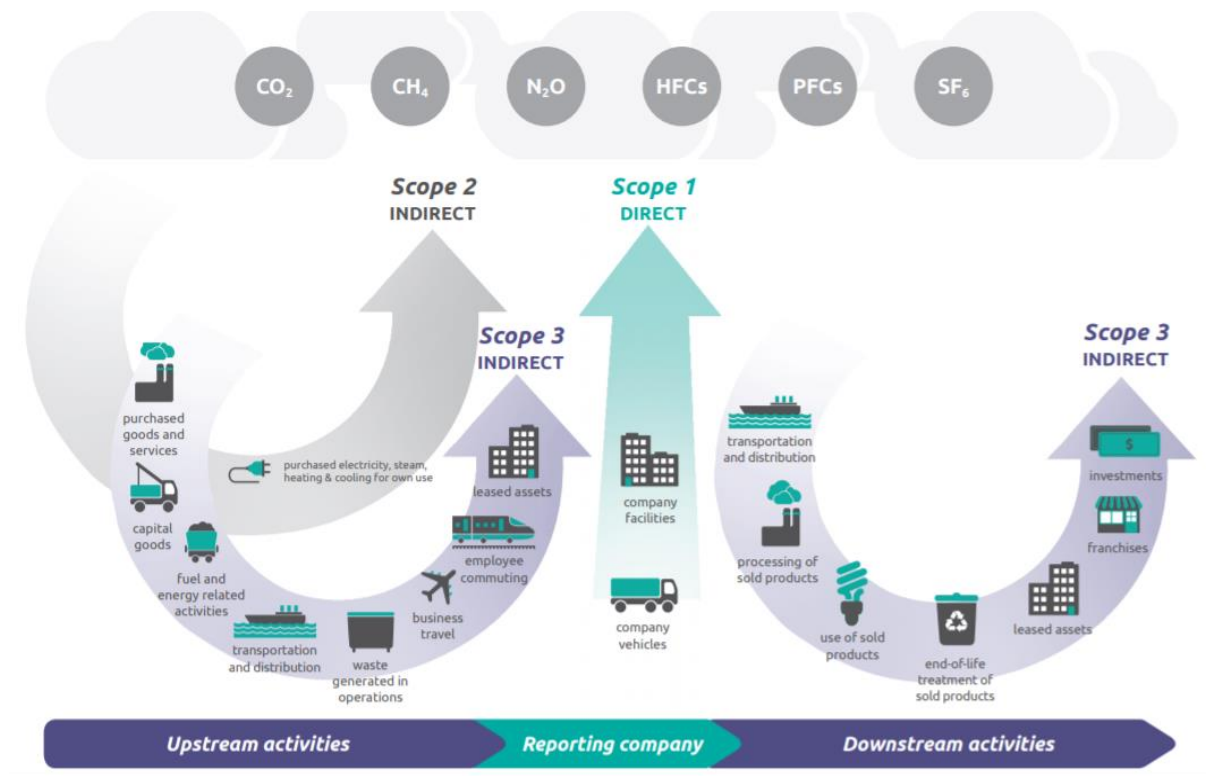 CO₂
CH₄
N₂O
HFCs
PFCs
SF₆
Scope 2
INDIRECT
Scope 1
DIRECT
Scope 3
INDIRECT
Scope 3
INDIRECT
purchased
goods and
services
capital
goods
fuel and
energy related
activities
purchased electricity, steam,
heating & cooling for own use
transportation
and distribution
waste
generated in
operations
business
travel
employee
commuting
leased assets
company
facilities
company
vehicles
transportation
and distribution
processing of
sold products
use of sold
products
end-of-life
treatment of
sold products
leased assets
franchises
$
investments
Upstream activities
Reporting company
Downstream activities